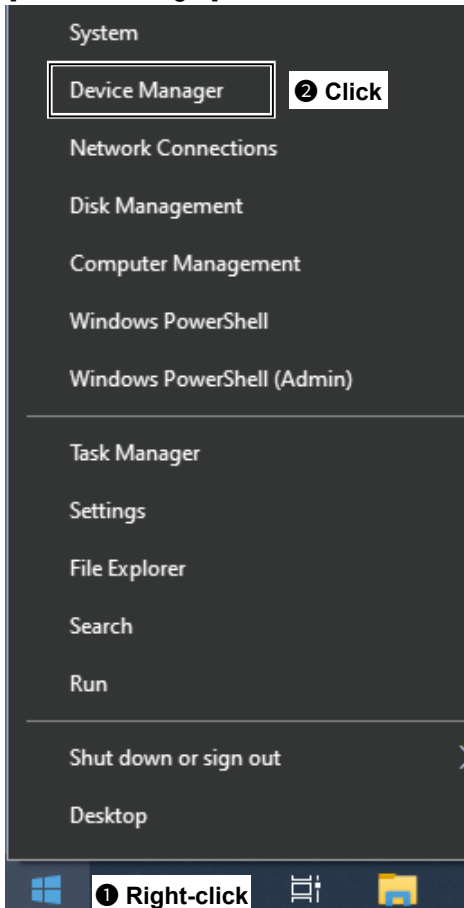 System
Device Manager ❷ Click
Network Connections
Disk Management
Computer Management
Windows PowerShell
Windows PowerShell (Admin)
Task Manager
Settings
File Explorer
Search
Run
Shut down or sign out
Desktop
❶ Right-click